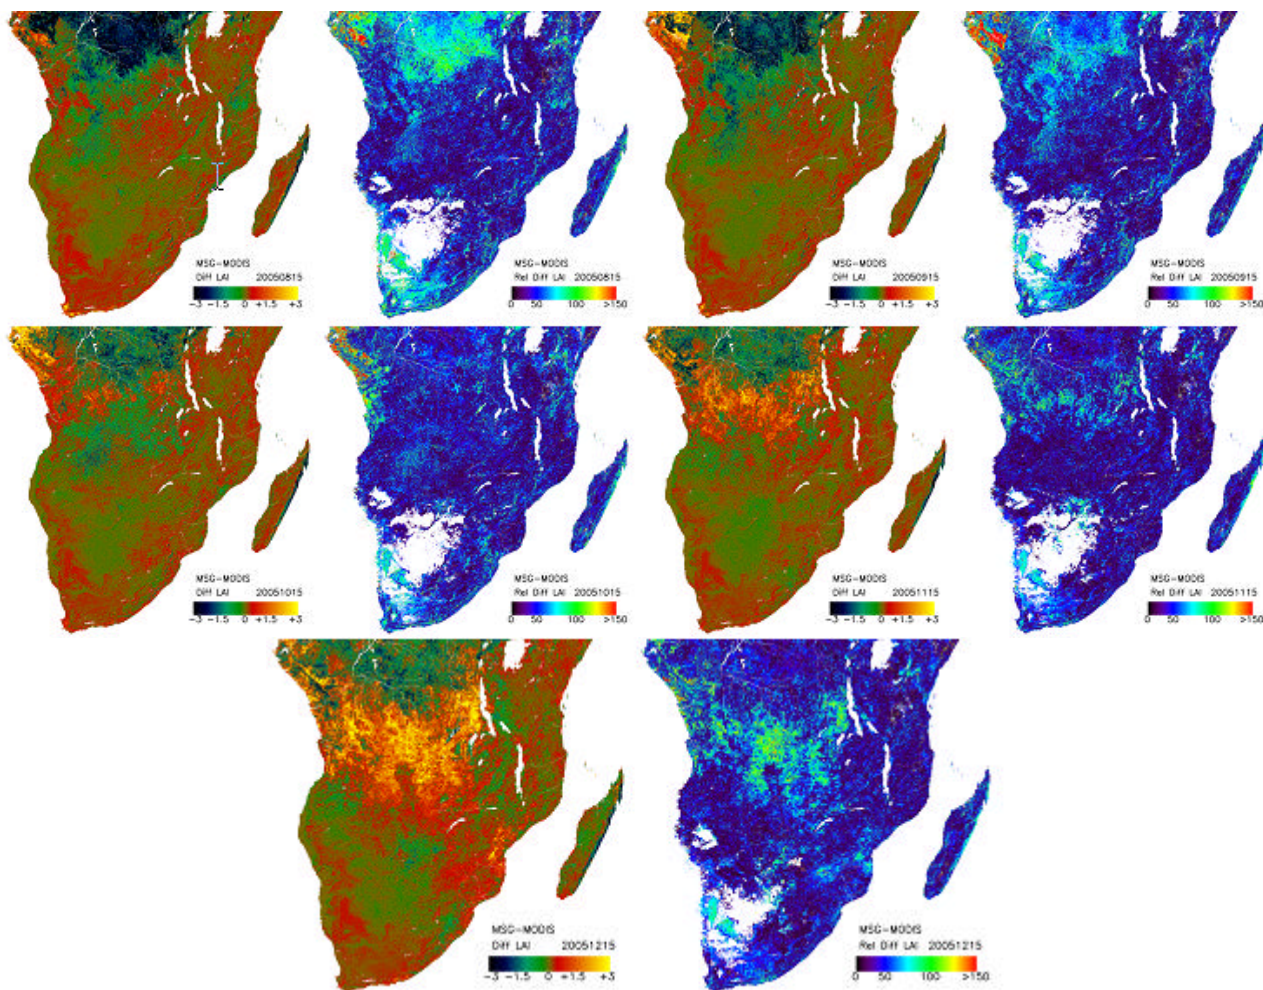 MSG-MODIS
Diff LAI 20050815
-3 -1.5 0 +1.5 +3
MSG-MODIS
Rel Diff LAI 20050815
0 50 100 >150
MSG-MODIS
Diff LAI 20050915
-3 -1.5 0 +1.5 +3
MSG-MODIS
Rel Diff LAI 20050915
0 50 100 >150
MSG-MODIS
Diff LAI 20051015
-3 -1.5 0 +1.5 +3
MSG-MODIS
Rel Diff LAI 20051015
0 50 100 >150
MSG-MODIS
Diff LAI 20051115
-3 -1.5 0 +1.5 +3
MSG-MODIS
Rel Diff LAI 20051115
0 50 100 >150
MSG-MODIS
Diff LAI 20051215
-3 -1.5 0 +1.5 +3
MSG-MODIS
Rel Diff LAI 20051215
0 50 100 >150